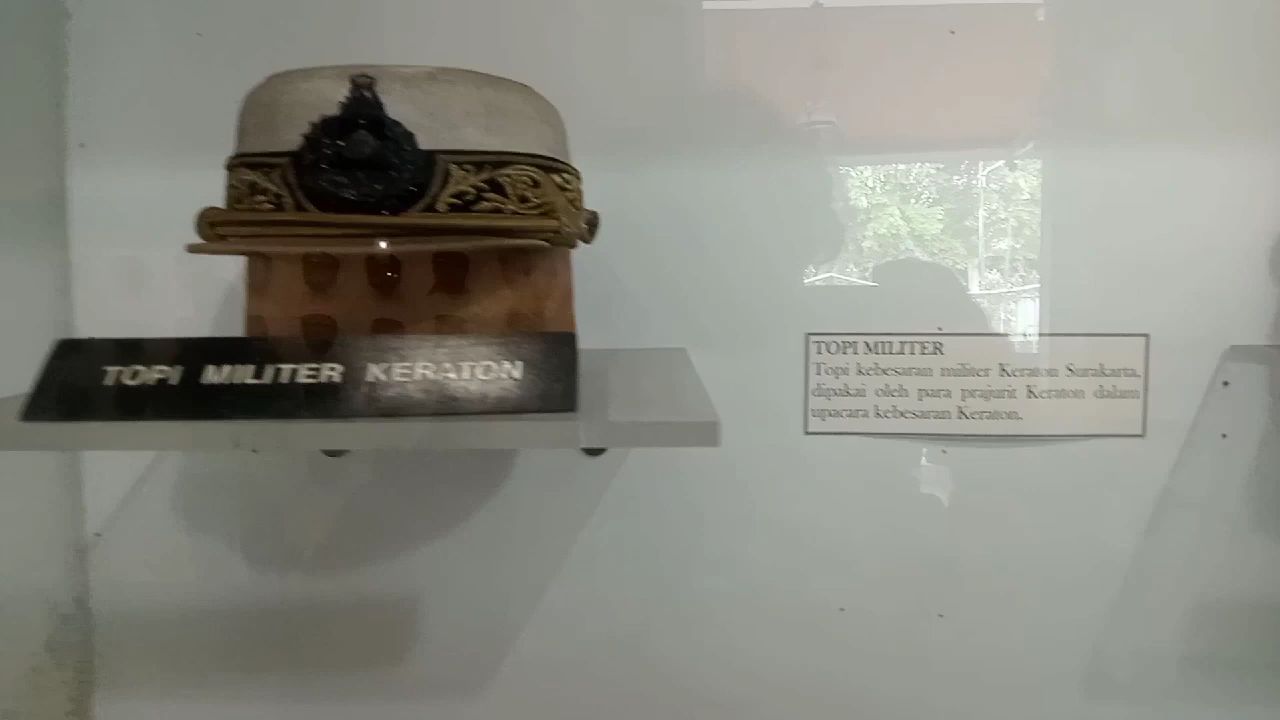 TOPI MILITER KERATON
TOPI MILITER
Topi kebesaran militer Keraton Surakarta,
dipakai oleh para prajurit Keraton dalam
upacara kebesaran Keraton.